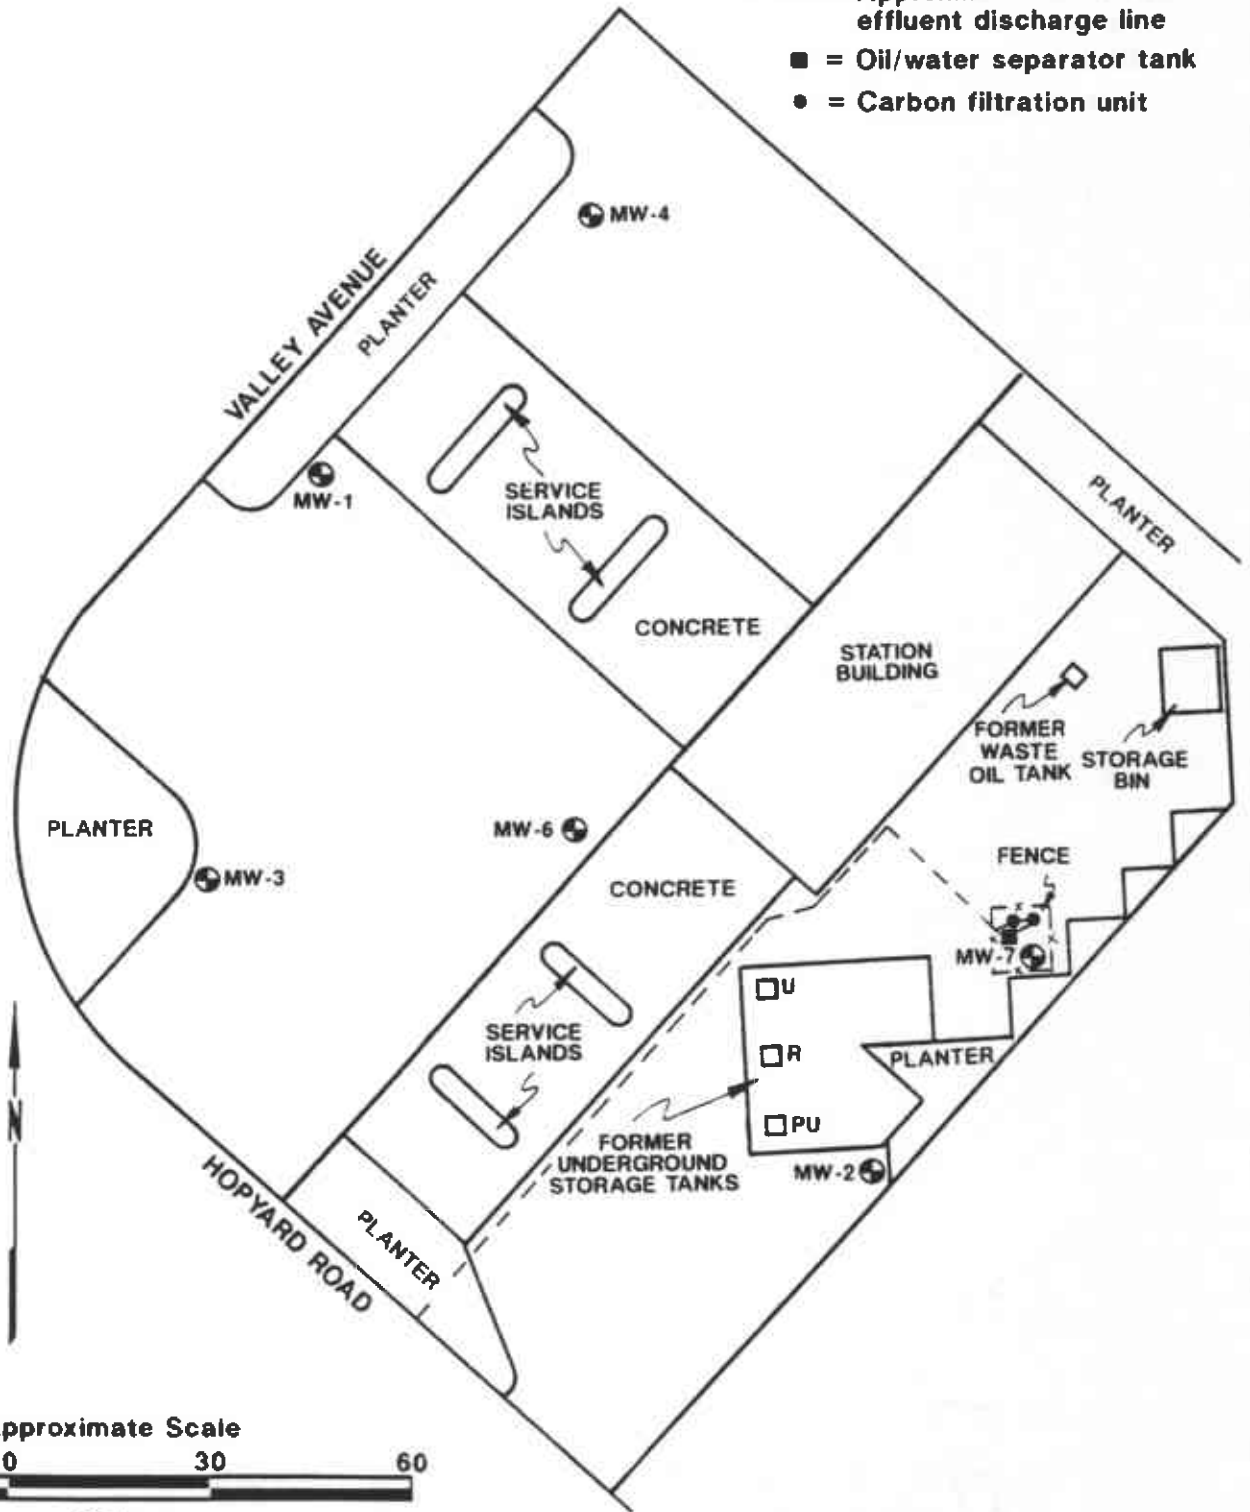 effluent discharge line
■ = Oil/water separator tank
● = Carbon filtration unit
MW-4
VALLEY AVENUE
PLANTER
MW-1
SERVICE
ISLANDS
PLANTER
CONCRETE
STATION
BUILDING
FORMER
WASTE
OIL TANK
STORAGE
BIN
PLANTER
MW-6
MW-3
CONCRETE
FENCE
x
x
x
x
MW-7
U
SERVICE
ISLANDS
R
PLANTER
PU
N
FORMER
UNDERGROUND
STORAGE TANKS
MW-2
HOPYARD ROAD
PLANTER
pproximate Scale
0 30 60